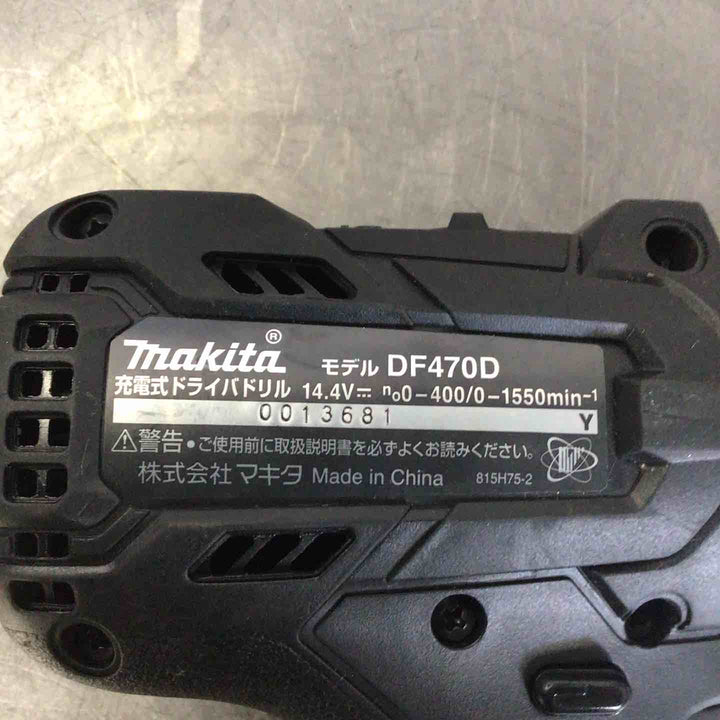 makita® モデル DF470D
充電式ドライバドリル 14.4V⎓ n₀0-400/0-1550min⁻¹
0013681 Y
⚠警告・ご使用前に取扱説明書を必ずよくお読みください。
株式会社 マキタ Made in China 815H75-2